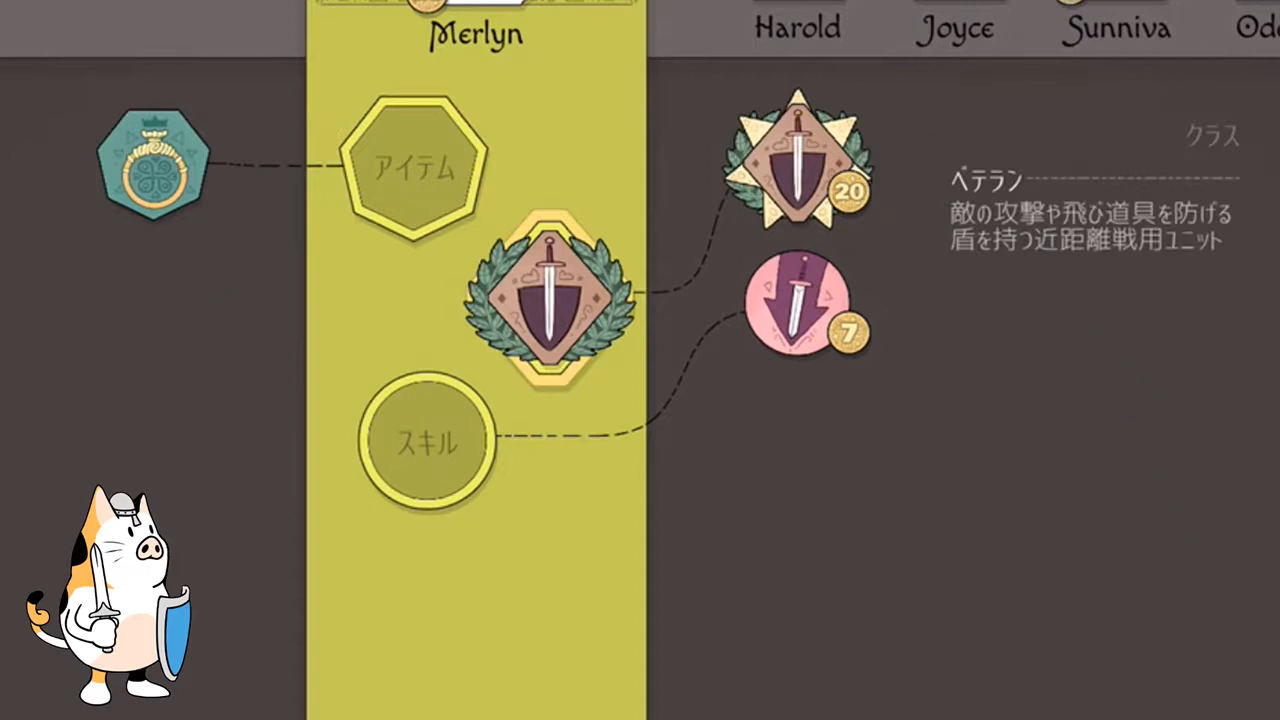 Merlyn
Harold
Joyce
Sunniva
アイテム
スキル
20
7
クラス
ベテラン
敵の攻撃や飛び道具を防げる
盾を持つ近距離戦用ユニット